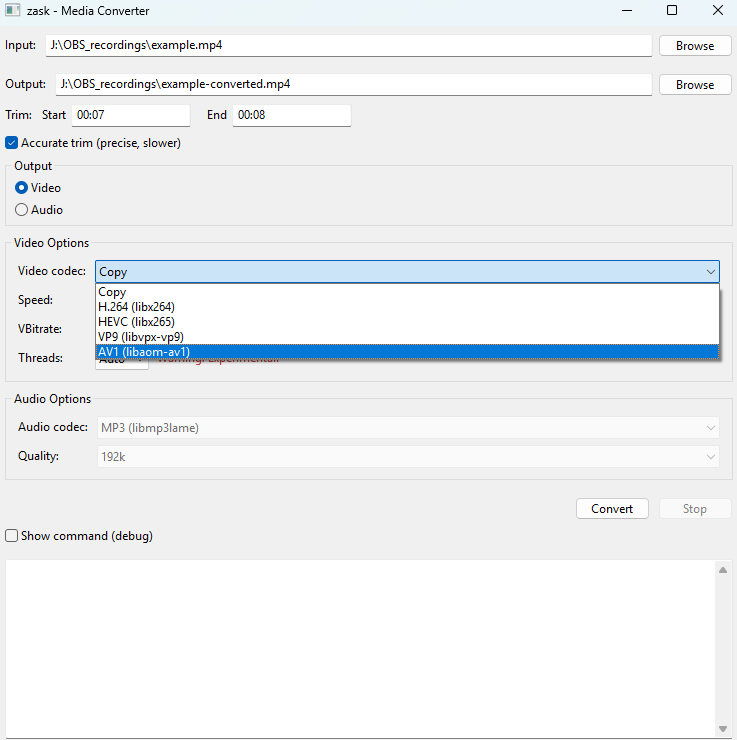 zask - Media Converter
Input: J:\OBS_recordings\example.mp4 Browse
Output: J:\OBS_recordings\example-converted.mp4 Browse
Trim: Start 00:07 End 00:08
Accurate trim (precise, slower)
Output
Video
Audio
Video Options
Video codec: Copy
Copy
Speed:
H.264 (libx264)
HEVC (libx265)
VBitrate:
VP9 (libvpx-vp9)
AV1 (libaom-av1)
Threads: Auto
Audio Options
Audio codec: MP3 (libmp3lame)
Quality: 192k
Convert Stop
Show command (debug)